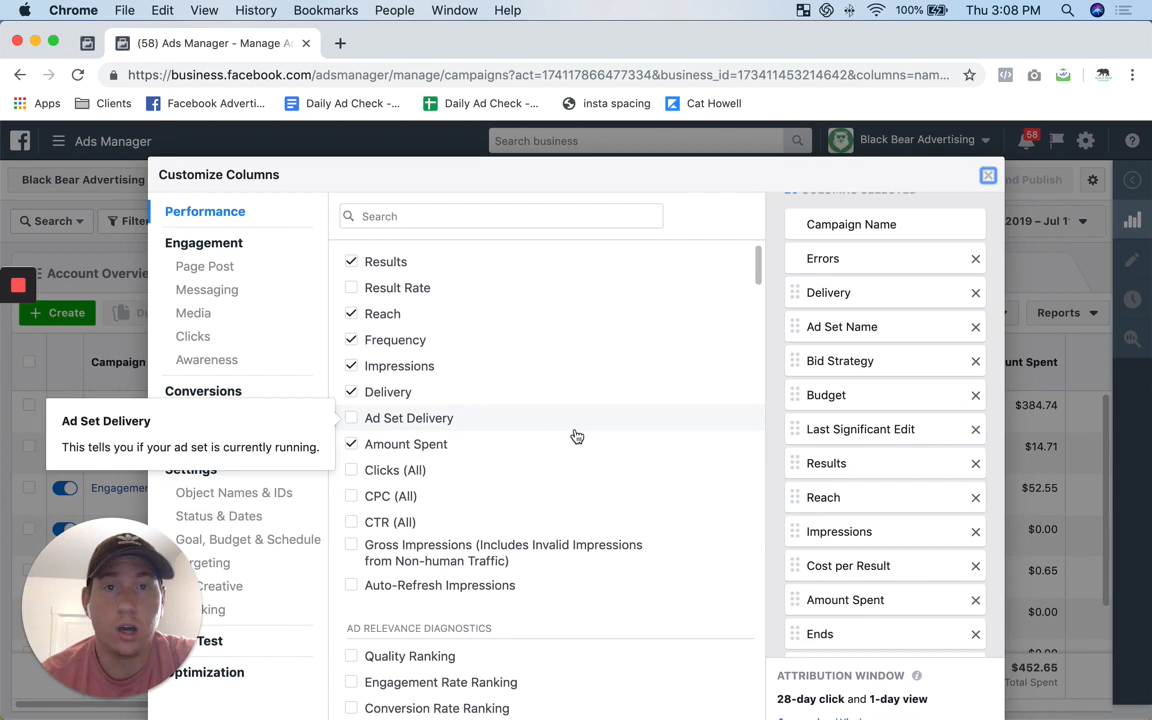 Chrome File Edit View History Bookmarks People Window Help 100% Thu 3:08 PM
(58) Ads Manager - Manage A
https://business.facebook.com/adsmanager/manage/campaigns?act=174117866477334&business_id=173411453214642&columns=nam...
Apps Clients Facebook Adverti... Daily Ad Check -... Daily Ad Check -... insta spacing Cat Howell
Ads Manager Search business Black Bear Advertising 58
Customize Columns
Black Bear Advertising
nd Publish
Search Filter
2019 – Jul 1
Account Overvie
Create Du
Reports
Campaign
unt Spent
$384.74
$14.71
Engagemen
$52.55
$0.00
$0.65
$0.00
$452.65
Total Spent
Performance
Engagement
Page Post
Messaging
Media
Clicks
Awareness
Conversions
Ad Set Delivery
This tells you if your ad set is currently running.
Settings
Object Names & IDs
Status & Dates
Goal, Budget & Schedule
rgeting
Creative
king
Test
ptimization
Search
Results
Result Rate
Reach
Frequency
Impressions
Delivery
Ad Set Delivery
Amount Spent
Clicks (All)
CPC (All)
CTR (All)
Gross Impressions (Includes Invalid Impressions
from Non-human Traffic)
Auto-Refresh Impressions
AD RELEVANCE DIAGNOSTICS
Quality Ranking
Engagement Rate Ranking
Conversion Rate Ranking
COLUMNS SELECTED
Campaign Name
Errors
Delivery
Ad Set Name
Bid Strategy
Budget
Last Significant Edit
Results
Reach
Impressions
Cost per Result
Amount Spent
Ends
ATTRIBUTION WINDOW
28-day click and 1-day view